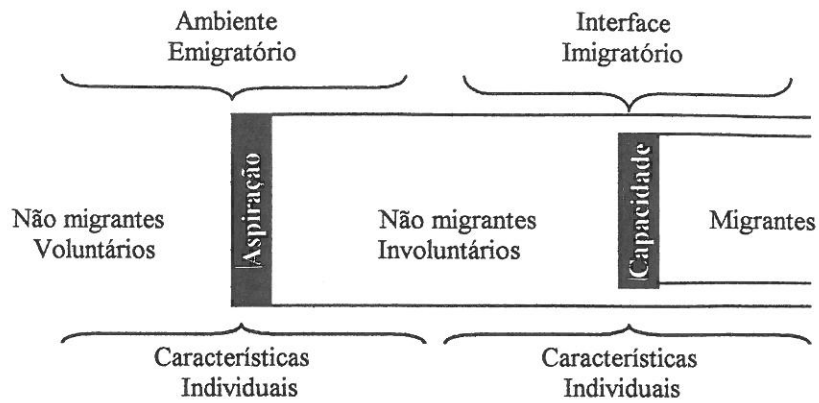 Ambiente
Emigratório
Interface
Imigratório
Aspiração
Capacidade
Não migrantes
Voluntários
Não migrantes
Involuntários
Migrantes
Características
Individuais
Características
Individuais